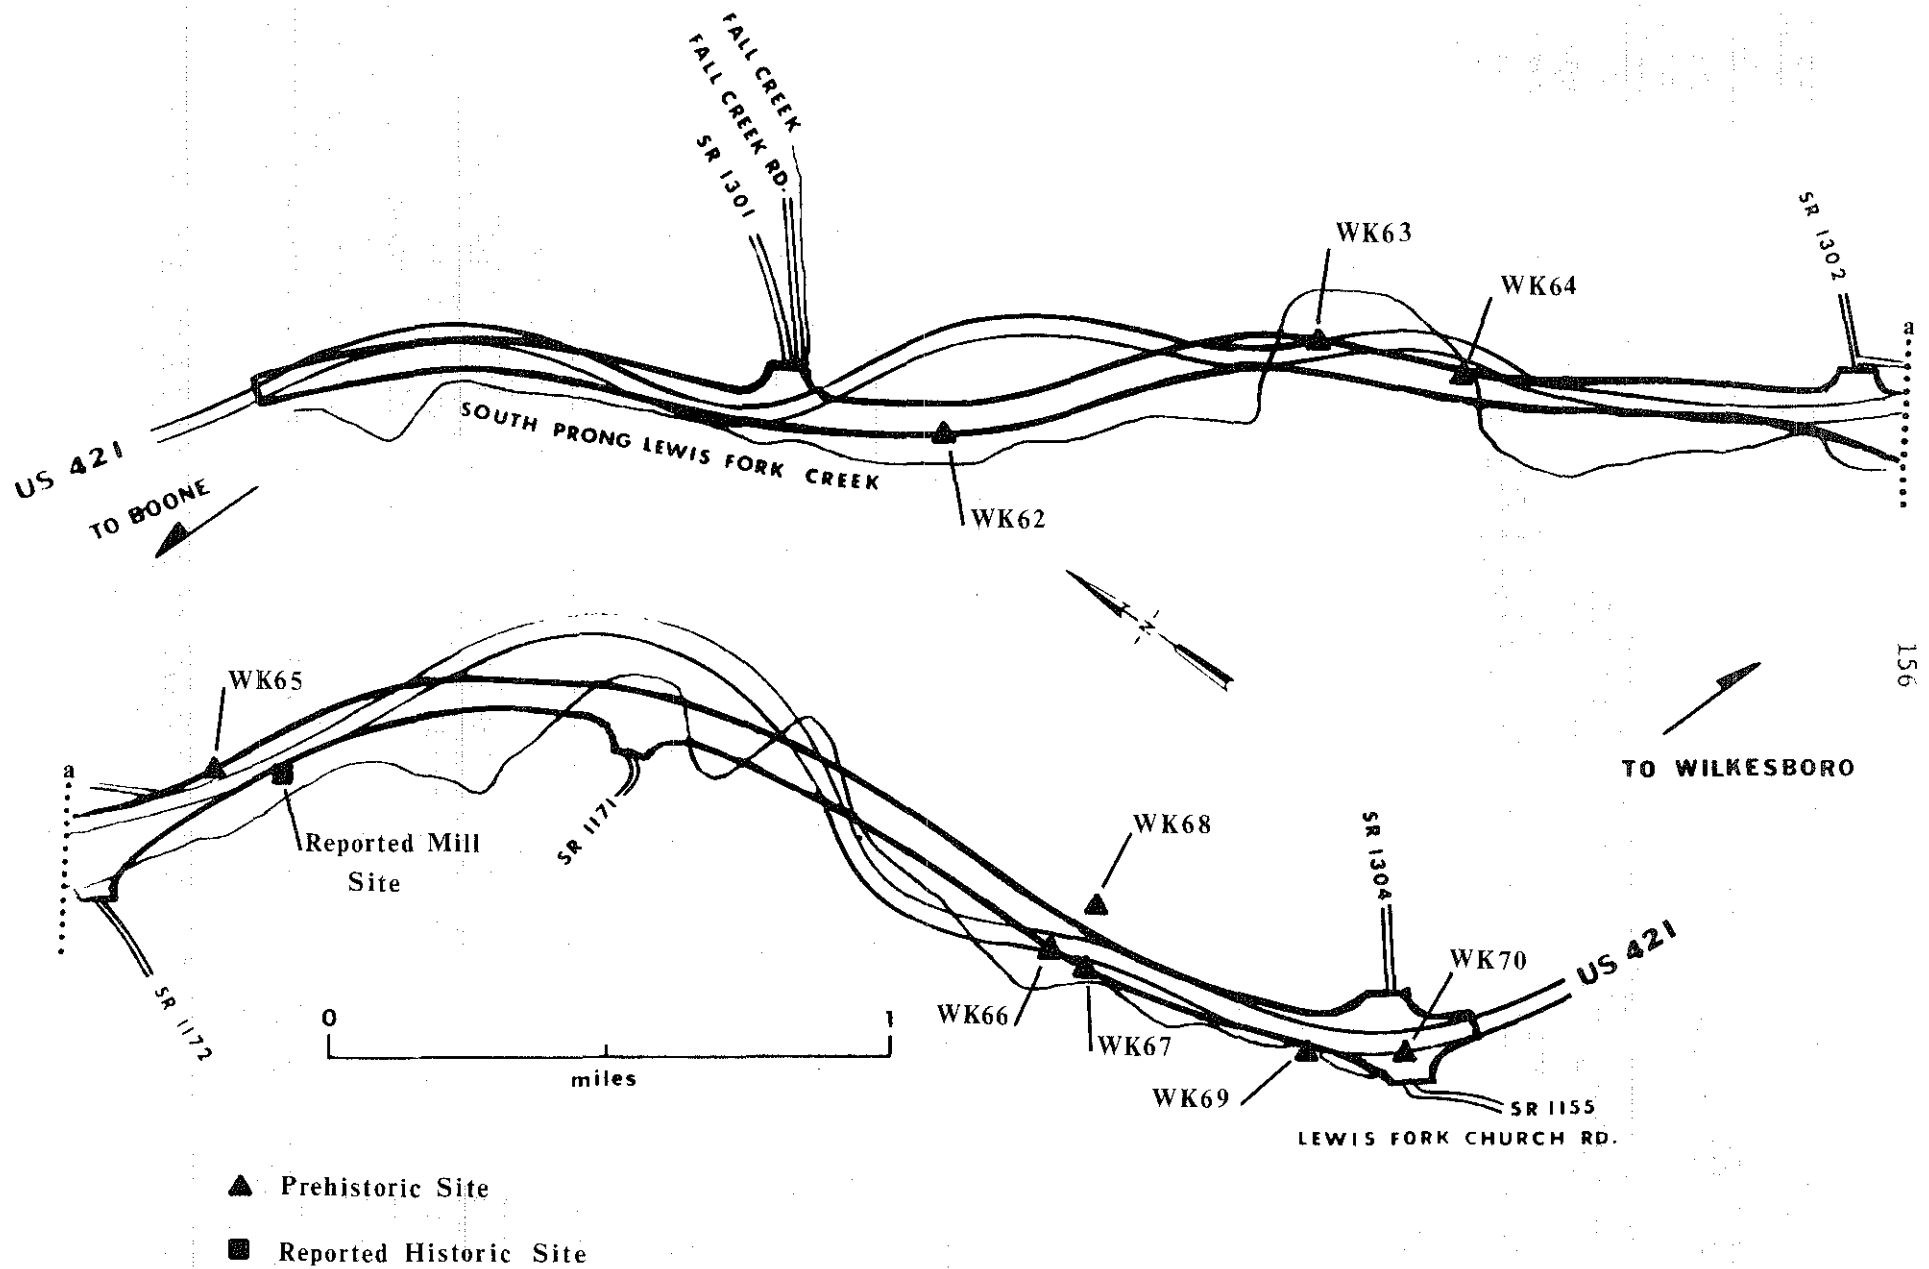 FALL CREEK
FALL CREEK RD.
SR 1301
WK63
SR 1302
WK64
a
SOUTH PRONG LEWIS FORK CREEK
US 421
TO BOONE
WK62
N
156
WK65
TO WILKESBORO
a
Reported Mill
Site
SR 1171
WK68
SR 1304
WK70
US 421
SR 1172
0
1
miles
WK66
WK67
WK69
SR 1155
LEWIS FORK CHURCH RD.
Prehistoric Site
Reported Historic Site